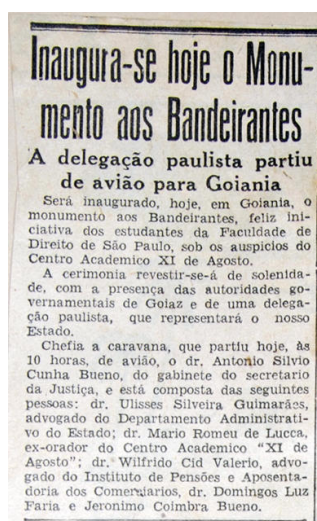 Inaugura-se hoje o Monu-
mento aos Bandeirantes
A delegação paulista partiu
de avião para Goiania
Será inaugurado, hoje, em Goiania, o
monumento aos Bandeirantes, feliz ini-
ciativa dos estudantes da Faculdade de
Direito de São Paulo, sob os auspicios do
Centro Academico XI de Agosto.
A cerimonia revestir-se-á de solenida-
de, com a presença das autoridades go-
vernamentais de Goiaz e de uma delega-
ção paulista, que representará o nosso
Estado.
Chefia a caravana, que partiu hoje, às
10 horas, de avião, o dr. Antonio Silvio
Cunha Bueno, do gabinete do secretario
da Justiça, e está composta das seguintes
pessoas: dr. Ulisses Silveira Guimarães,
advogado do Departamento Administrati-
vo do Estado; dr. Mario Romeu de Lucca,
ex-orador do Centro Academico "XI de
Agosto"; dr. Wilfrido Cid Valerio, advo-
gado do Instituto de Pensões e Aposenta-
doria dos Comerciarios, dr. Domingos Luz
Faria e Jeronimo Coimbra Bueno.